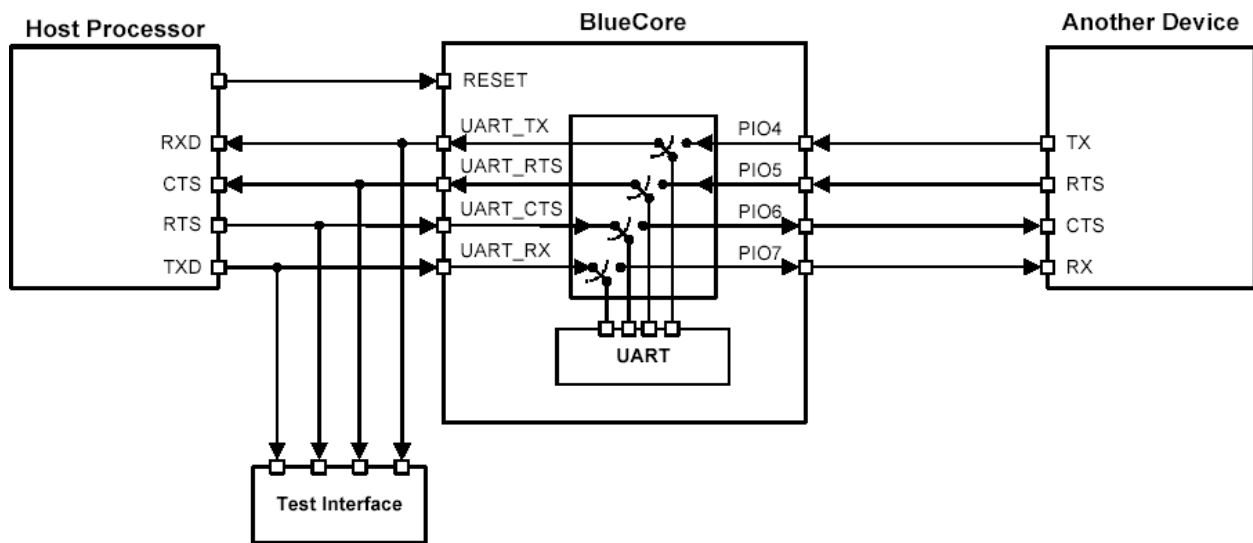 Host Processor
BlueCore
Another Device
RESET
RXD
UART_TX
PIO4
TX
CTS
UART_RTS
PIO5
RTS
RTS
UART_CTS
PIO6
CTS
TXD
UART_RX
PIO7
RX
UART
Test Interface